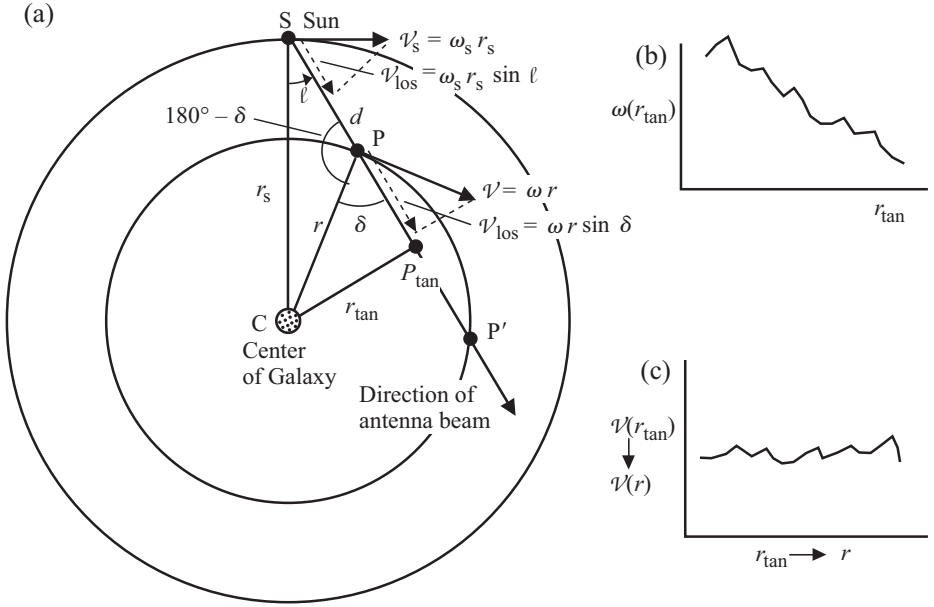 (a)
S Sun
𝒱s = ωs rs
𝒱los = ωs rs sin ℓ
ℓ
180° – δ
d
P
rs
𝒱 = ω r
r
δ
𝒱los = ω r sin δ
Ptan
rtan
C
Center
of Galaxy
P′
Direction of
antenna beam
(b)
ω(rtan)
rtan
(c)
𝒱(rtan)
𝒱(r)
rtan → r